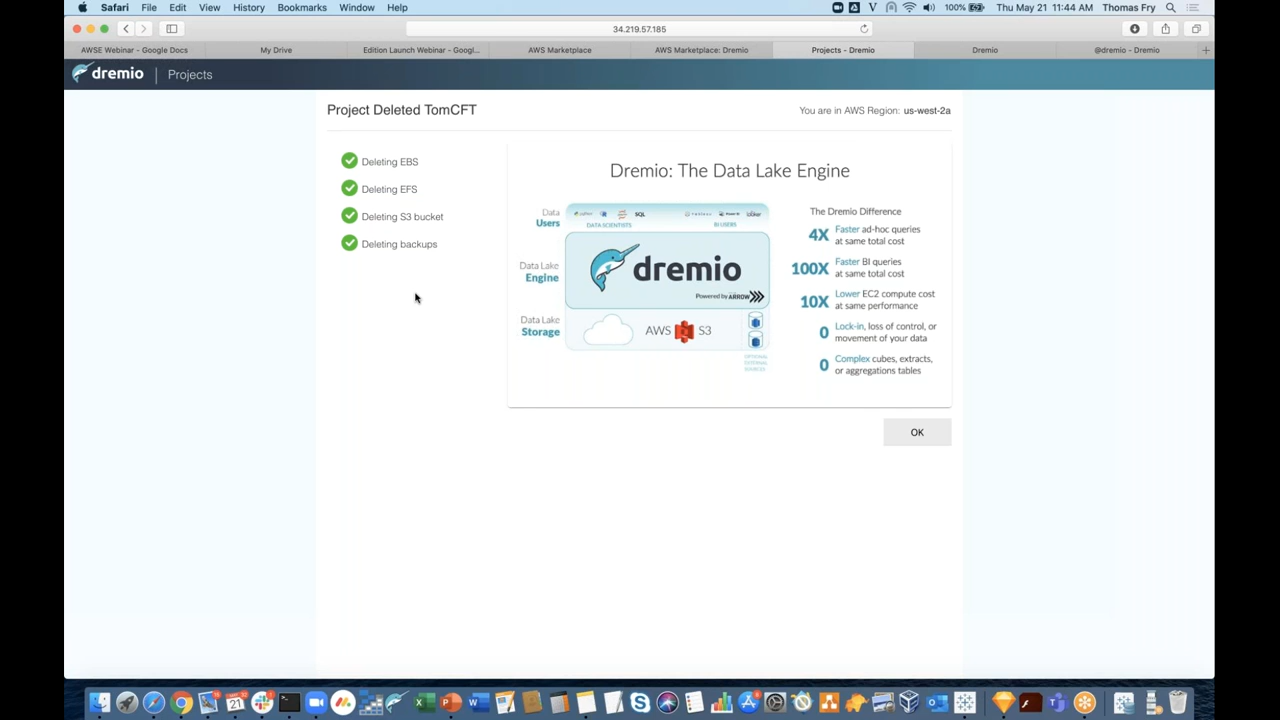 Safari File Edit View History Bookmarks Window Help
100% Thu May 21 11:44 AM Thomas Fry
34.219.57.185
AWSE Webinar - Google Docs
My Drive
Edition Launch Webinar - Googl...
AWS Marketplace
AWS Marketplace: Dremio
Projects - Dremio
Dremio
@dremio - Dremio
dremio | Projects
Project Deleted TomCFT
You are in AWS Region: us-west-2a
Deleting EBS
Deleting EFS
Deleting S3 bucket
Deleting backups
Dremio: The Data Lake Engine
Data
Users
SQL
DATA SCIENTISTS
BI USERS
Data Lake
Engine
dremio
Powered by ARROW
Data Lake
Storage
AWS S3
OPTIONAL
EXTERNAL
SOURCES
The Dremio Difference
4X Faster ad-hoc queries
at same total cost
100X Faster BI queries
at same total cost
10X Lower EC2 compute cost
at same performance
0 Lock-in, loss of control, or
movement of your data
0 Complex cubes, extracts,
or aggregations tables
OK